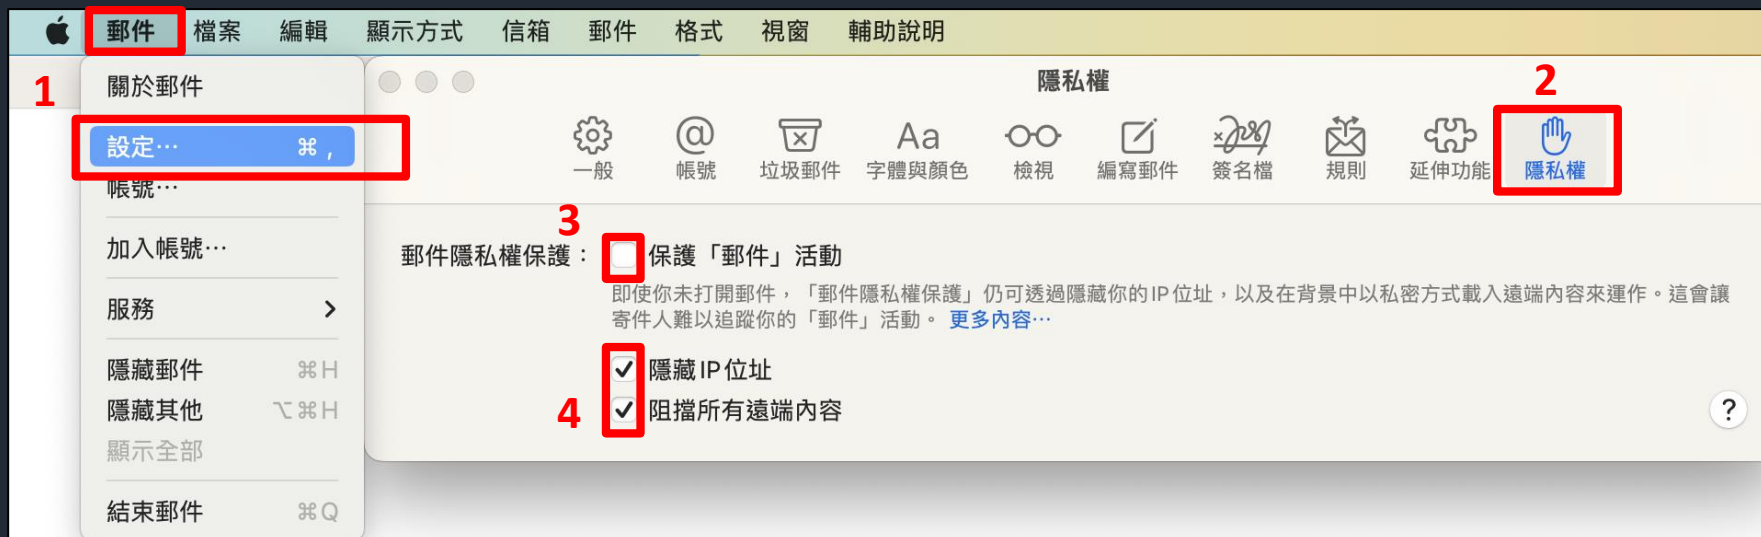 郵件 檔案 編輯 顯示方式 信箱 郵件 格式 視窗 輔助說明
1
關於郵件
設定… ⌘ ,
帳號…
加入帳號…
服務
隱藏郵件 ⌘H
隱藏其他 ⌥⌘H
顯示全部
結束郵件 ⌘Q
隱私權
2
一般 帳號 垃圾郵件 字體與顏色 檢視 編寫郵件 簽名檔 規則 延伸功能 隱私權
3
郵件隱私權保護: 保護「郵件」活動
即使你未打開郵件,「郵件隱私權保護」仍可透過隱藏你的IP位址,以及在背景中以私密方式載入遠端內容來運作。這會讓
寄件人難以追蹤你的「郵件」活動。更多內容…
隱藏IP位址
4
阻擋所有遠端內容
?